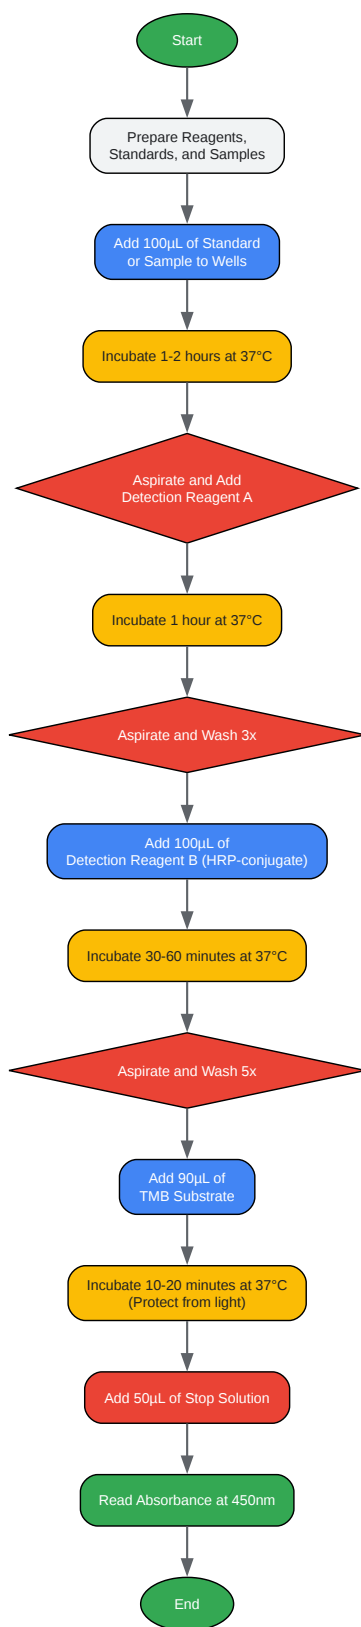 Start
Prepare Reagents,
Standards, and Samples
Add 100µL of Standard
or Sample to Wells
Incubate 1-2 hours at 37°C
Aspirate and Add
Detection Reagent A
Incubate 1 hour at 37°C
Aspirate and Wash 3x
Add 100µL of
Detection Reagent B (HRP-conjugate)
Incubate 30-60 minutes at 37°C
Aspirate and Wash 5x
Add 90µL of
TMB Substrate
Incubate 10-20 minutes at 37°C
(Protect from light)
Add 50µL of Stop Solution
Read Absorbance at 450nm
End